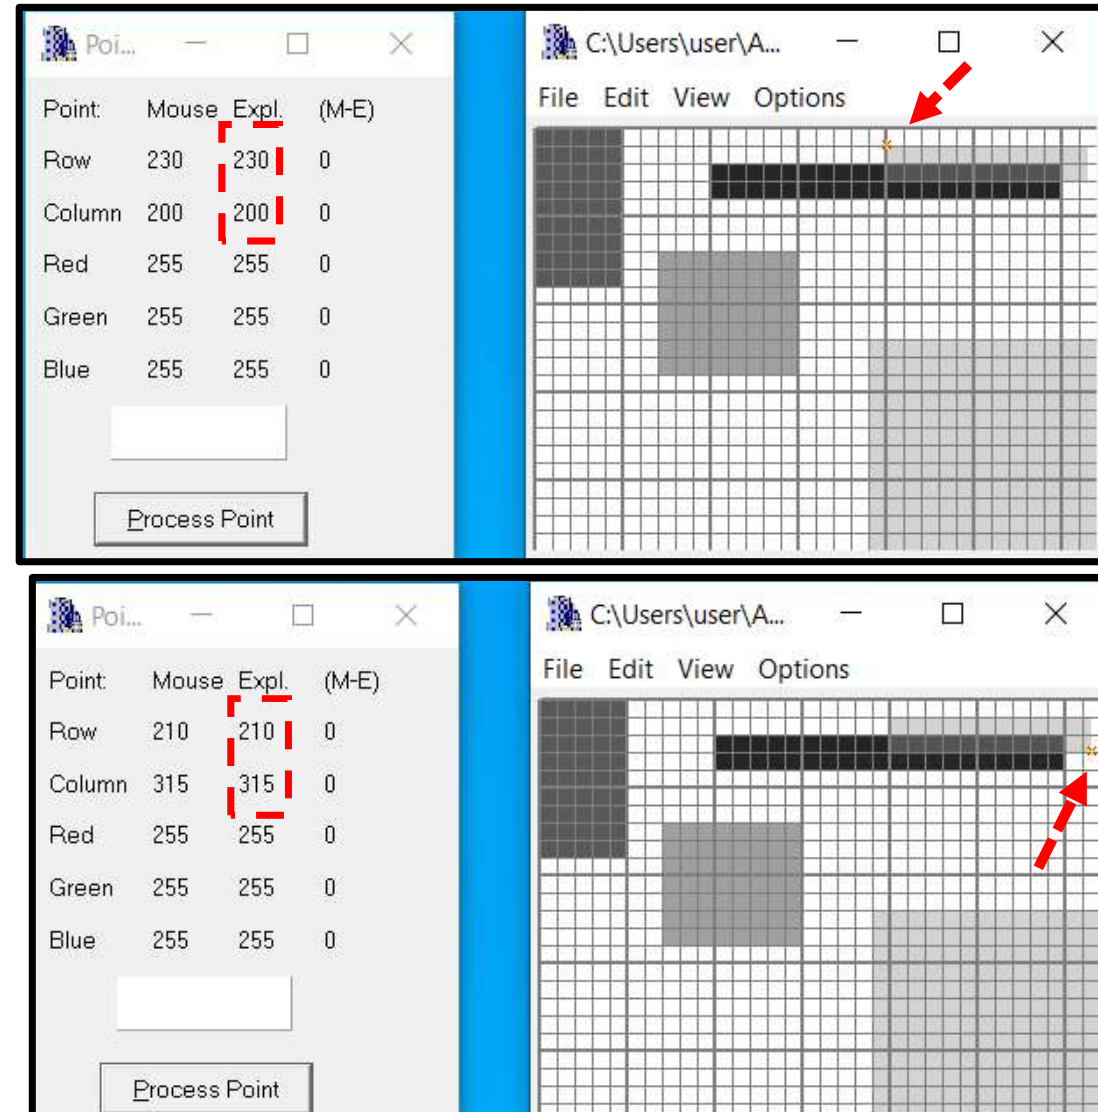 Poi...
C:\Users\user\A...
File Edit View Options
Point: Mouse Expl. (M-E)
Row 230 230 0
Column 200 200 0
Red 255 255 0
Green 255 255 0
Blue 255 255 0
Process Point
Poi...
C:\Users\user\A...
File Edit View Options
Point: Mouse Expl. (M-E)
Row 210 210 0
Column 315 315 0
Red 255 255 0
Green 255 255 0
Blue 255 255 0
Process Point